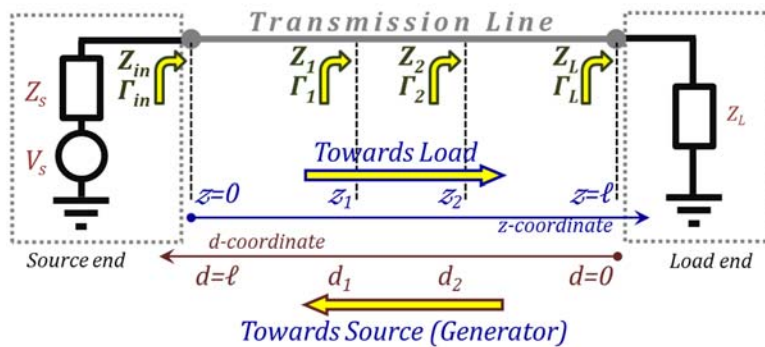 Transmission Line
Z_in Z_1 Z_2 Z_L
Γ_in Γ_1 Γ_2 Γ_L
Z_s
V_s
Z_L
Towards Load
z=0 z_1 z_2 z=ℓ
z-coordinate
d-coordinate
Source end
Load end
d=ℓ d_1 d_2 d=0
Towards Source (Generator)